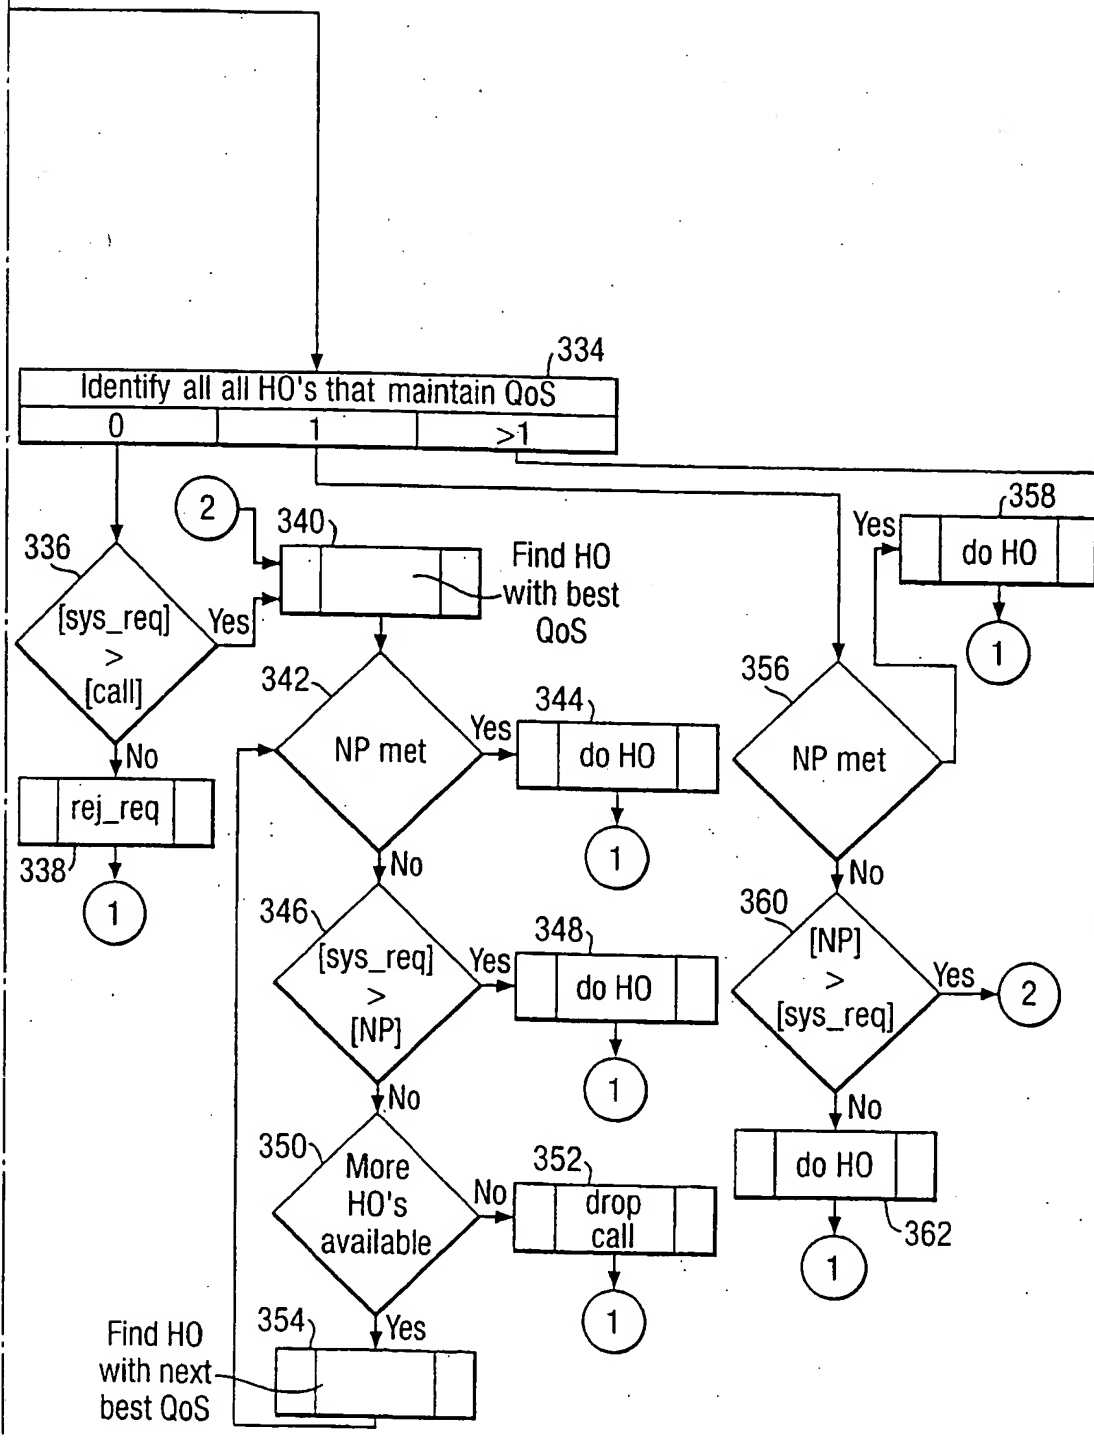 334
Identify all all HO's that maintain QoS
0 1 >1
2
340
Find HO
with best
QoS
336
[sys_req]
>
[call]
Yes
No
rej_req
338
1
342
NP met
Yes
344
do HO
1
No
346
[sys_req]
>
[NP]
Yes
348
do HO
1
No
350
More
HO's
available
No
352
drop
call
1
Yes
354
Find HO
with next
best QoS
356
NP met
Yes
358
do HO
1
No
360
[NP]
>
[sys_req]
Yes
2
No
do HO
362
1